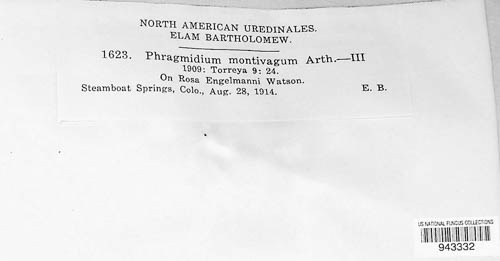 NORTH AMERICAN UREDINALES.
ELAM BARTHOLOMEW.
1623. Phragmidium montivagum Arth.—III
1909: Torreya 9: 24.
On Rosa Engelmanni Watson.
Steamboat Springs, Colo., Aug. 28, 1914. E. B.
US NATIONAL FUNGUS COLLECTIONS
943332